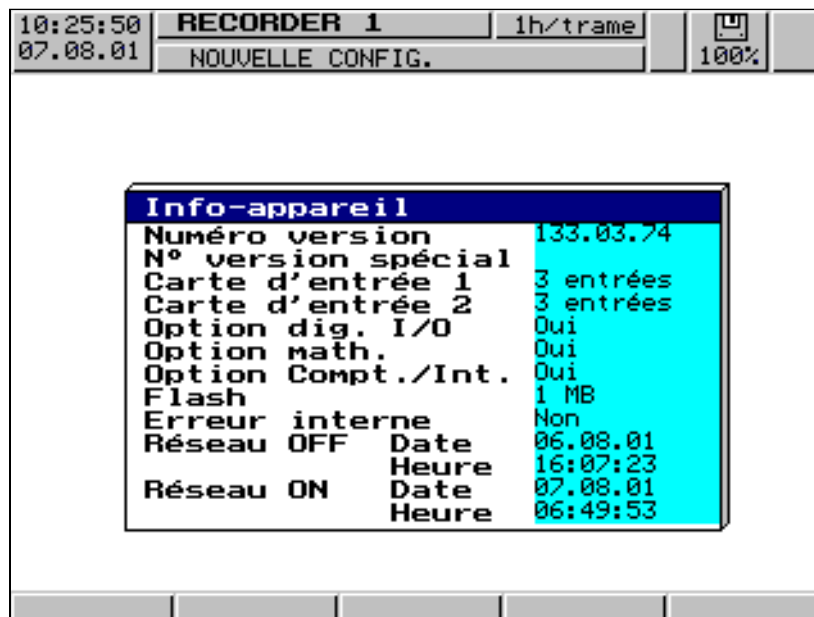 10:25:50 RECORDER 1 1h/trame
07.08.01 NOUVELLE CONFIG. 100%
Info-appareil
Numéro version 133.03.74
Nº version spécial
Carte d'entrée 1 3 entrées
Carte d'entrée 2 3 entrées
Option dig. I/O Oui
Option math. Oui
Option Compt./Int. Oui
Flash 1 MB
Erreur interne Non
Réseau OFF Date 06.08.01
Heure 16:07:23
Réseau ON Date 07.08.01
Heure 06:49:53